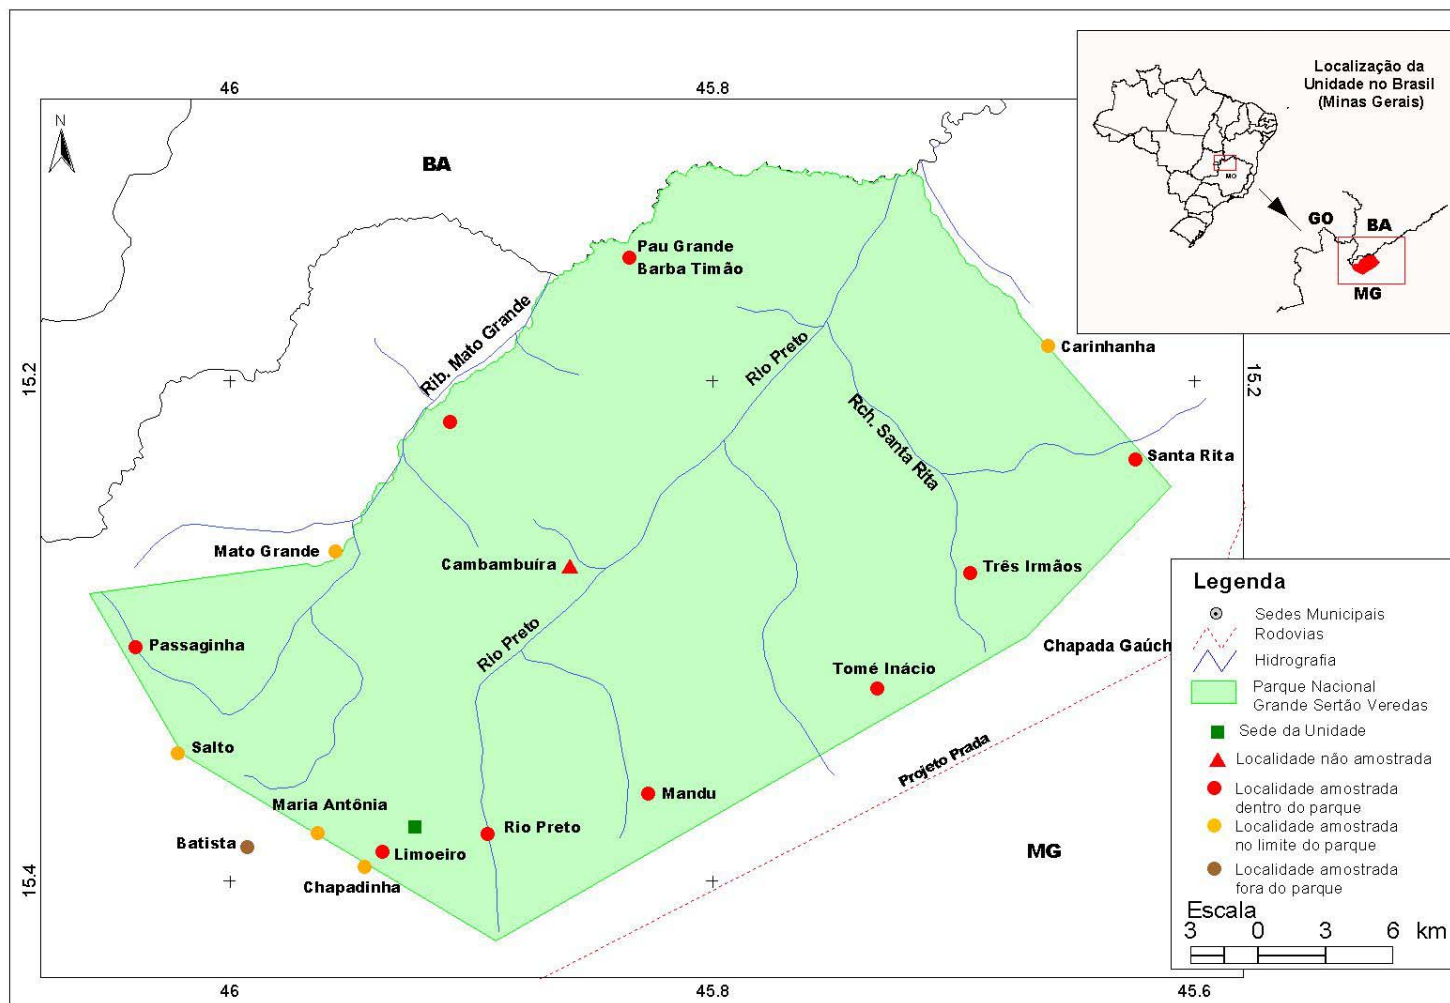 46
45.8
N
BA
Localização da
Unidade no Brasil
(Minas Gerais)
MG
GO
BA
MG
Pau Grande
Barba Timão
Rib. Mato Grande
Rio Preto
Carinhanha
15.2
15.2
Rch. Santa Rita
Santa Rita
Mato Grande
Cambambuíra
Três Irmãos
Passaginha
Rio Preto
Chapada Gaúch
Tomé Inácio
Salto
Projeto Prada
Mandu
Maria Antônia
Rio Preto
Batista
Limoeiro
MG
Chapadinha
15.4
Legenda
Sedes Municipais
Rodovias
Hidrografia
Parque Nacional
Grande Sertão Veredas
Sede da Unidade
Localidade não amostrada
Localidade amostrada
dentro do parque
Localidade amostrada
no limite do parque
Localidade amostrada
fora do parque
Escala
3 0 3 6 km
46
45.8
45.6